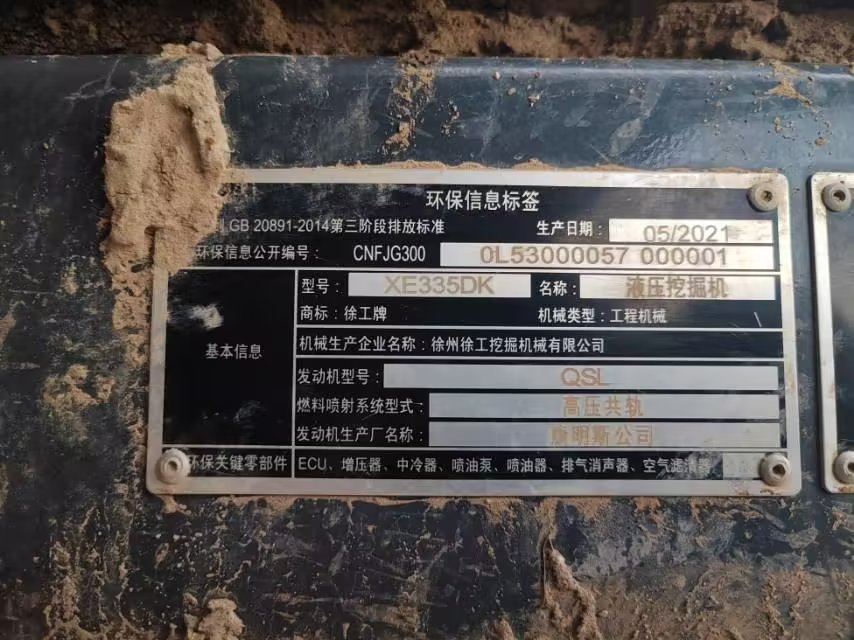 环保信息标签
GB 20891-2014第三阶段排放标准 生产日期: 05/2021
环保信息公开编号: CNFJG300 0L53000057 000001
型号: XE335DK 名称: 液压挖掘机
商标: 徐工牌 机械类型: 工程机械
基本信息
机械生产企业名称: 徐州徐工挖掘机械有限公司
发动机型号: QSL
燃料喷射系统型式: 高压共轨
发动机生产厂名称: 康明斯公司
环保关键零部件 ECU、增压器、中冷器、喷油泵、喷油器、排气消声器、空气滤清器